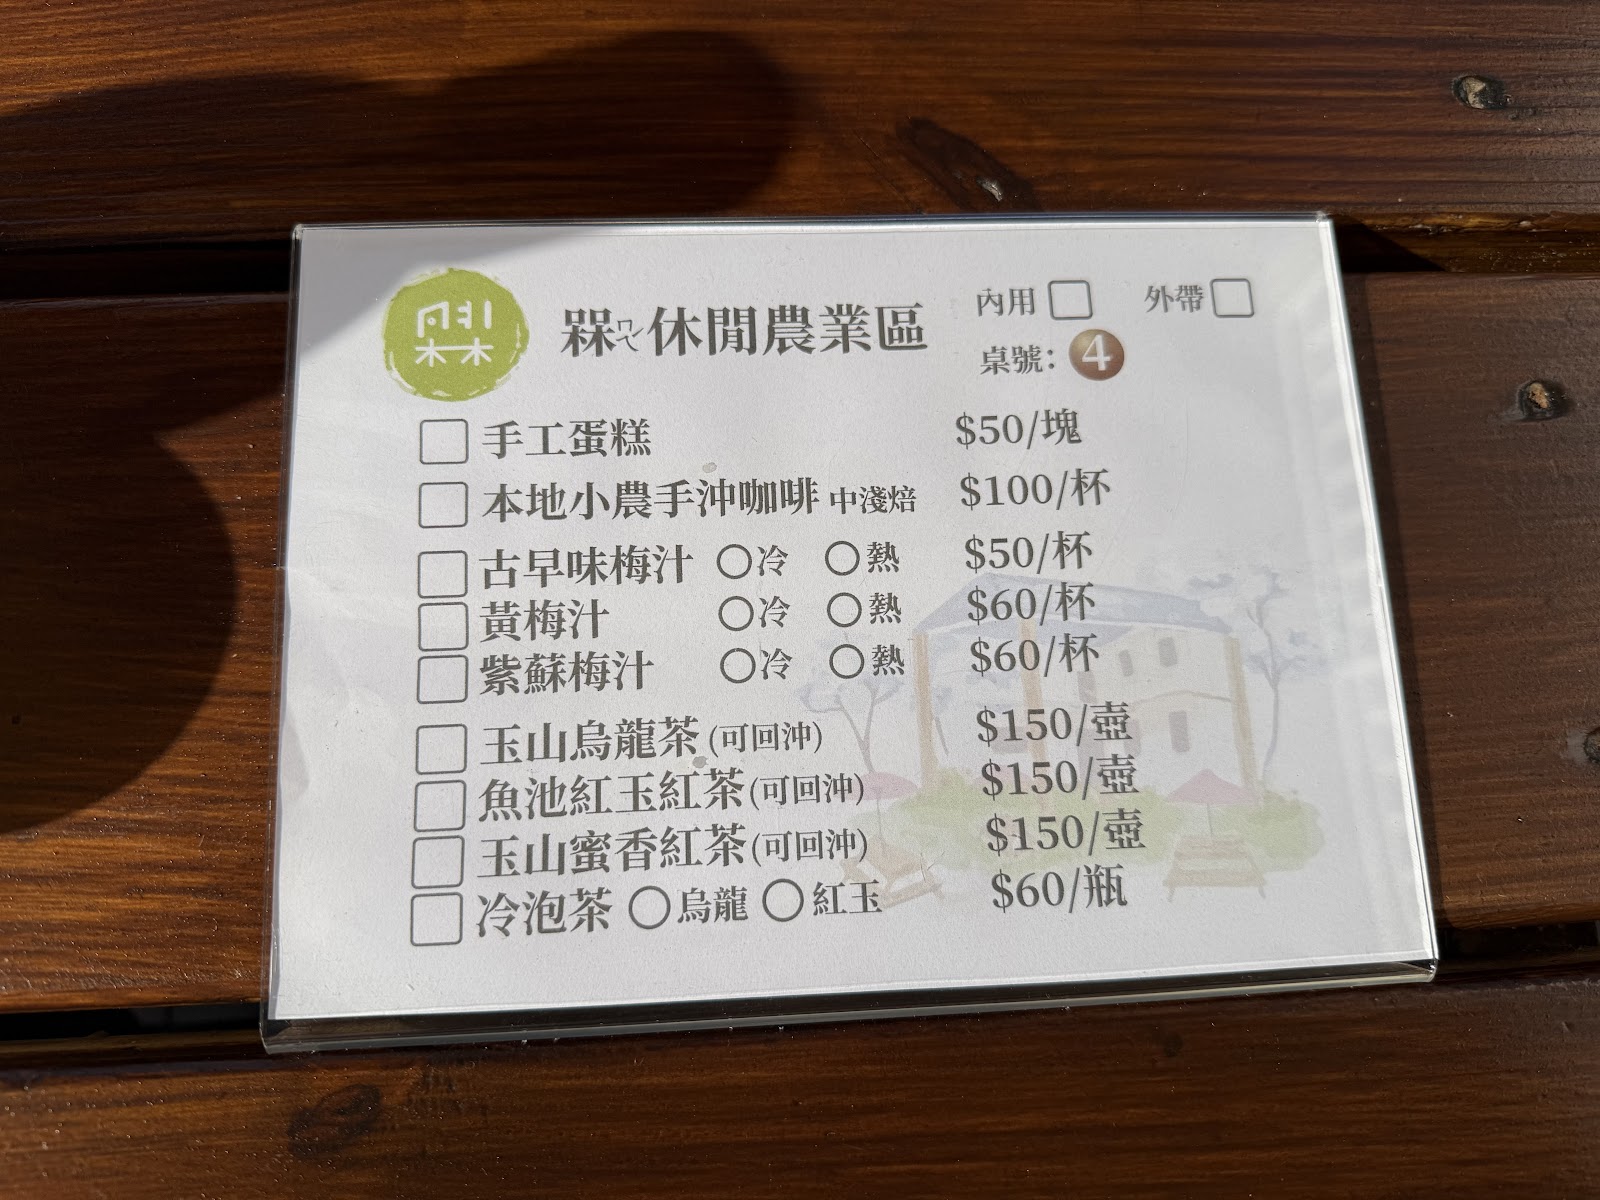 槑ㄇㄟˊ休閒農業區
內用 外帶
桌號：4
手工蛋糕 $50/塊
本地小農手沖咖啡 中淺焙 $100/杯
古早味梅汁 冷 熱 $50/杯
黃梅汁 冷 熱 $60/杯
紫蘇梅汁 冷 熱 $60/杯
玉山烏龍茶(可回沖) $150/壺
魚池紅玉紅茶(可回沖) $150/壺
玉山蜜香紅茶(可回沖) $150/壺
冷泡茶 烏龍 紅玉 $60/瓶